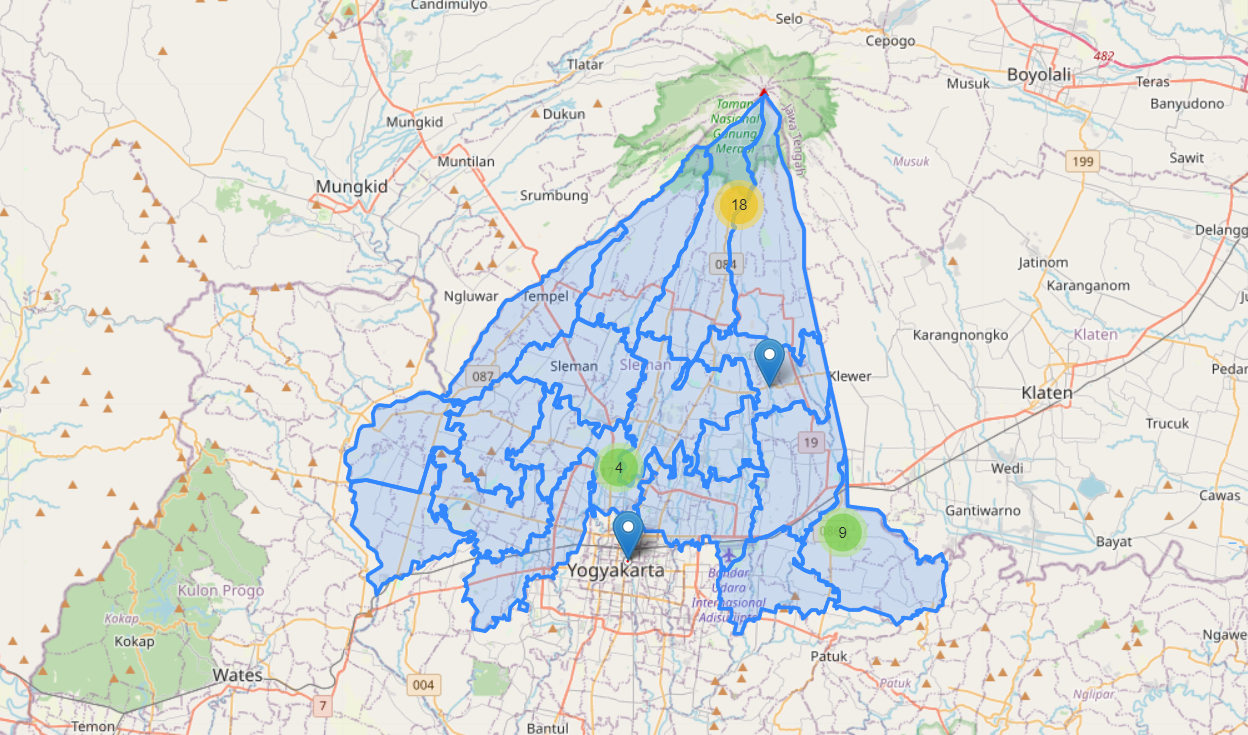 Candimulyo
Selo
Cepogo
482
Tlatar
Boyolali
Musuk
Teras
Banyudono
Taman
Nasional
Gunung
Merapi
Jawa Tengah
Dukun
Mungkid
Muntilan
199
Sawit
Musuk
Mungkid
Srumbung
18
Delangg
084
Jatinom
Karanganom
Ngluwar
Tempel
Karangnongko
Klaten
Sleman
Sleman
087
Klewer
Pedan
Klaten
Trucuk
19
4
Wedi
Cawas
Gantiwarno
9
Bayat
Yogyakarta
Bandar
Udara
Internasional
Adisutjipto
Kulon Progo
Kokap
Kokap
Ngawe
Patuk
Wates
004
Patuk
Nglipar
7
Temon
Bantul